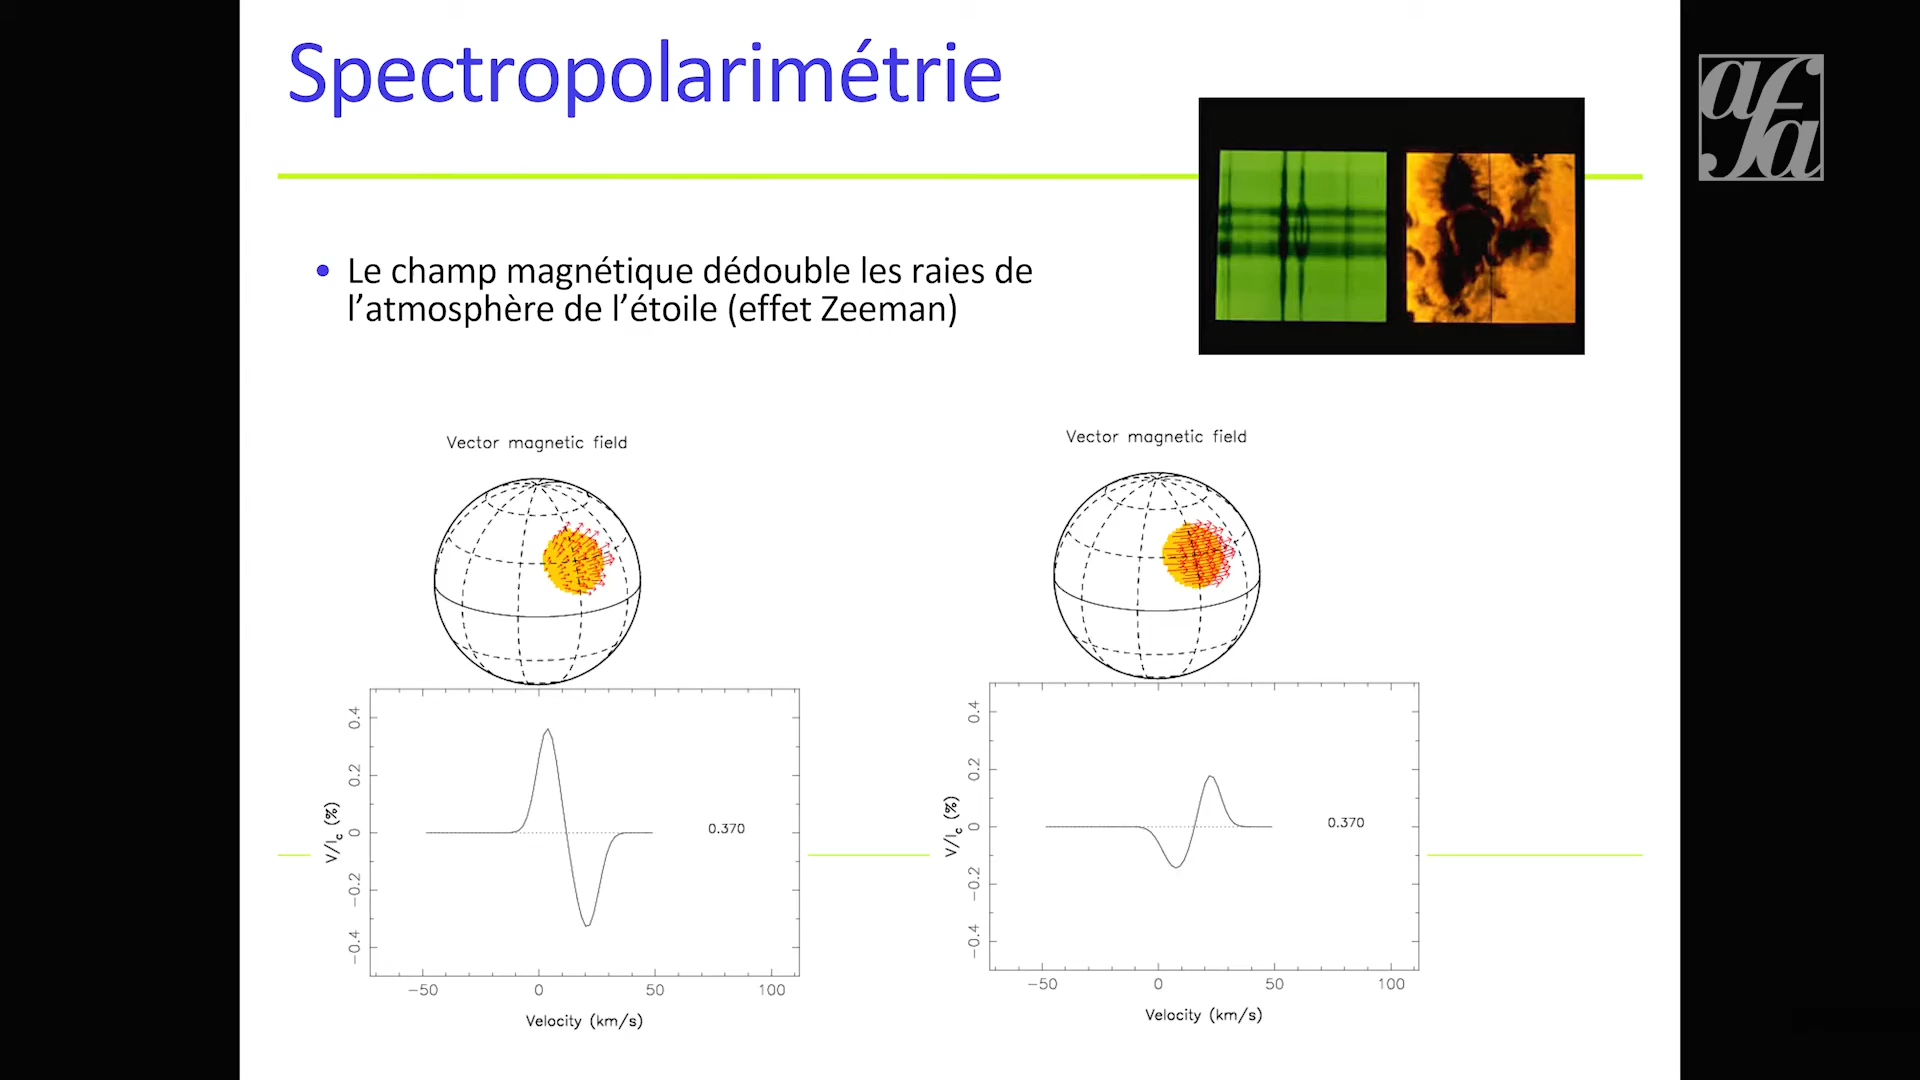 Spectropolarimétrie
afa
• Le champ magnétique dédouble les raies de
l’atmosphère de l’étoile (effet Zeeman)
Vector magnetic field
0.4
0.2
0
−0.2
−0.4
V/Ic (%)
0.370
−50 0 50 100
Velocity (km/s)
Vector magnetic field
0.4
0.2
0
−0.2
−0.4
V/Ic (%)
0.370
−50 0 50 100
Velocity (km/s)